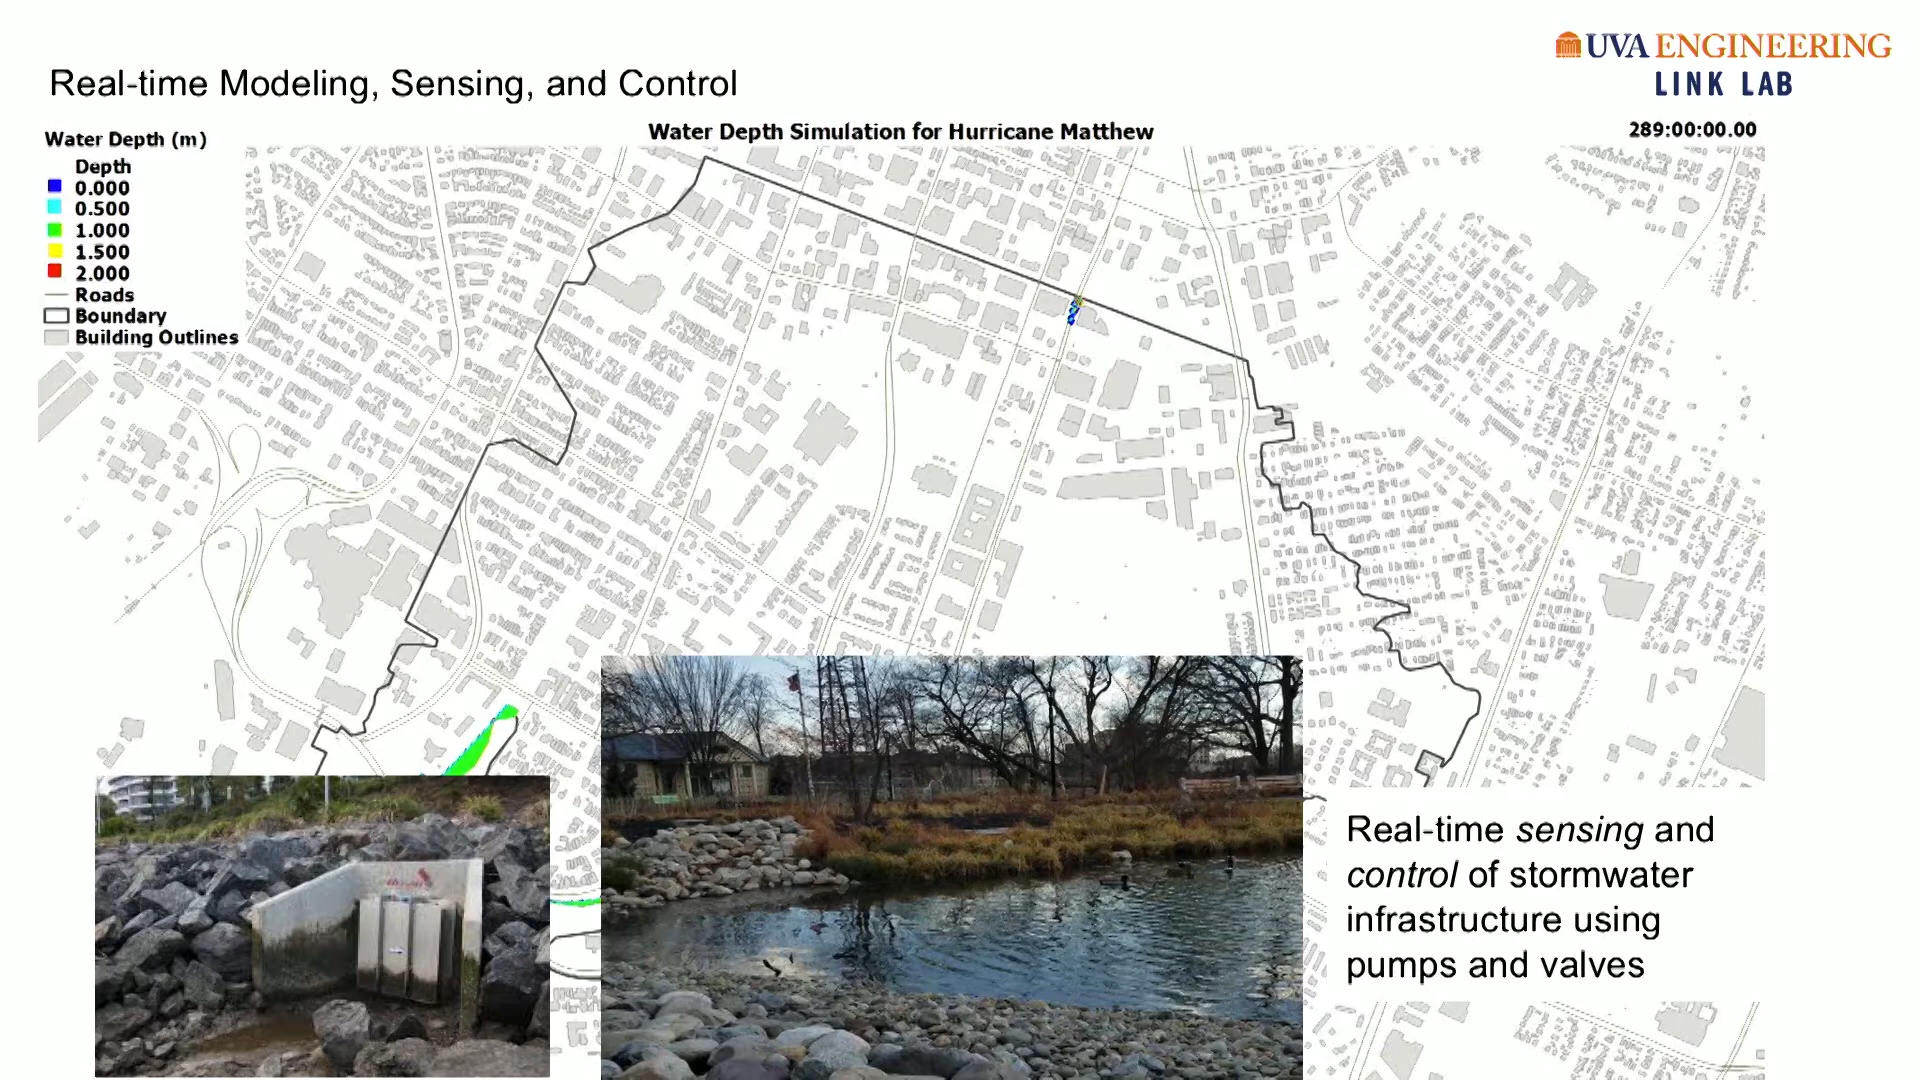 UVA ENGINEERING
LINK LAB
Real-time Modeling, Sensing, and Control
Water Depth (m)
Water Depth Simulation for Hurricane Matthew
289:00:00.00
Depth
0.000
0.500
1.000
1.500
2.000
Roads
Boundary
Building Outlines
Real-time sensing and
control of stormwater
infrastructure using
pumps and valves